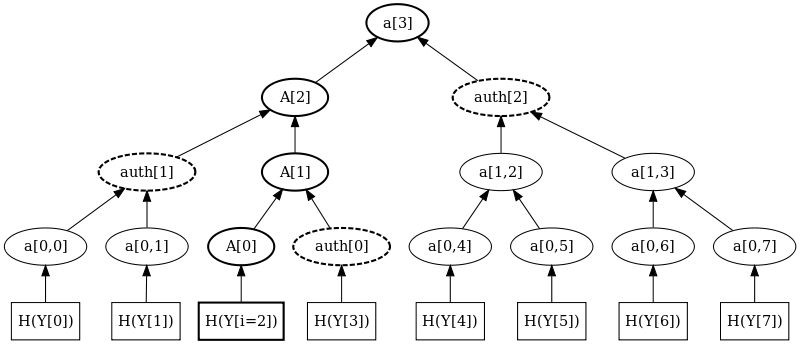 a[3]
A[2]
auth[2]
auth[1]
A[1]
a[1,2]
a[1,3]
a[0,0]
a[0,1]
A[0]
auth[0]
a[0,4]
a[0,5]
a[0,6]
a[0,7]
H(Y[0])
H(Y[1])
H(Y[i=2])
H(Y[3])
H(Y[4])
H(Y[5])
H(Y[6])
H(Y[7])